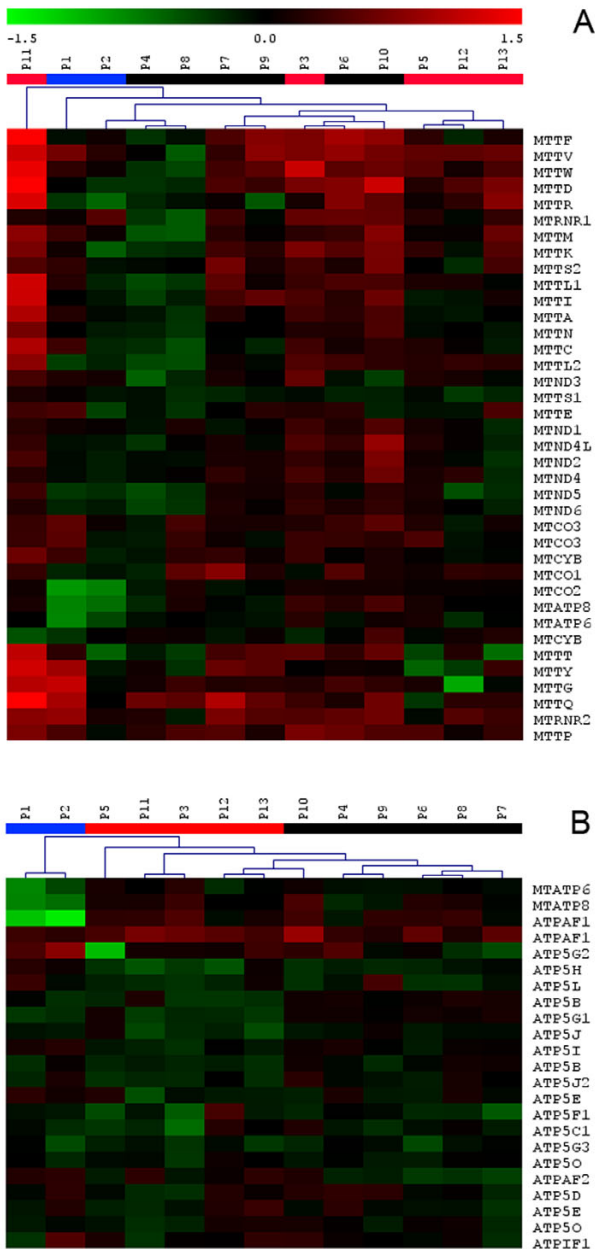 A
-1.5 0.0 1.5
P11 P1 P2 P4 P8 P7 P9 P3 P6 P10 P5 P12 P13
MTTF
MTTV
MTTW
MTTD
MTTR
MTRNR1
MTTM
MTTK
MTTS2
MTTL1
MTTI
MTTA
MTTN
MTTC
MTTL2
MTND3
MTTS1
MTTE
MTND1
MTND4L
MTND2
MTND4
MTND5
MTND6
MTCO3
MTCO3
MTCYB
MTCO1
MTCO2
MTATP8
MTATP6
MTCYB
MTTT
MTTY
MTTG
MTTQ
MTRNR2
MTTP
B
P1 P2 P5 P11 P3 P12 P13 P10 P4 P9 P6 P8 P7
MTATP6
MTATP8
ATPAF1
ATPAF1
ATP5G2
ATP5H
ATP5L
ATP5B
ATP5G1
ATP5J
ATP5I
ATP5B
ATP5J2
ATP5E
ATP5F1
ATP5C1
ATP5G3
ATP5O
ATPAF2
ATP5D
ATP5E
ATP5O
ATPIF1